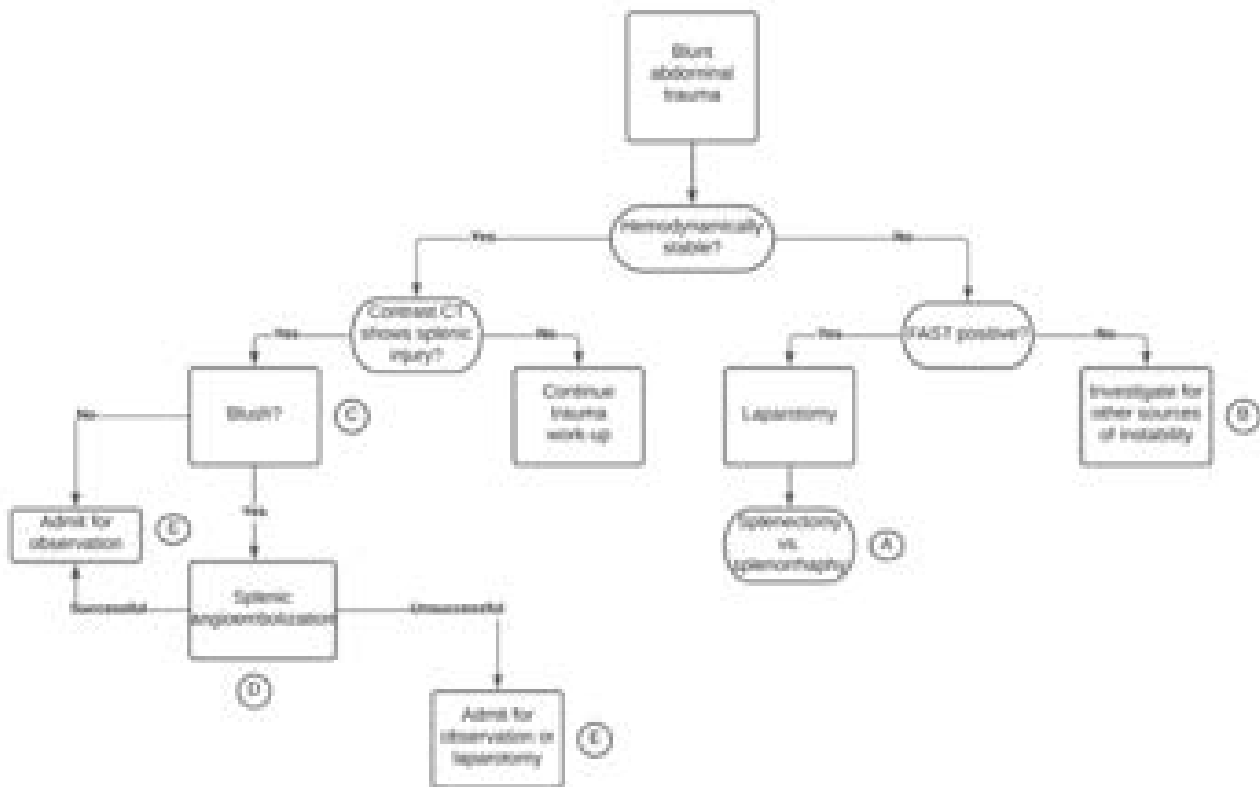 Blunt
abdominal
trauma
Hemodynamically
stable?
Yes
No
Contrast CT
shows splenic
injury?
FAST positive?
Yes
No
Yes
No
Blush?
C
Continue
trauma
work-up
Laparotomy
Investigate for
other sources
of instability
B
No
Yes
Admit for
observation
E
Splenectomy
vs.
splenorrhaphy
A
Successful
Splenic
angioembolization
Unsuccessful
D
Admit for
observation or
laparotomy
E